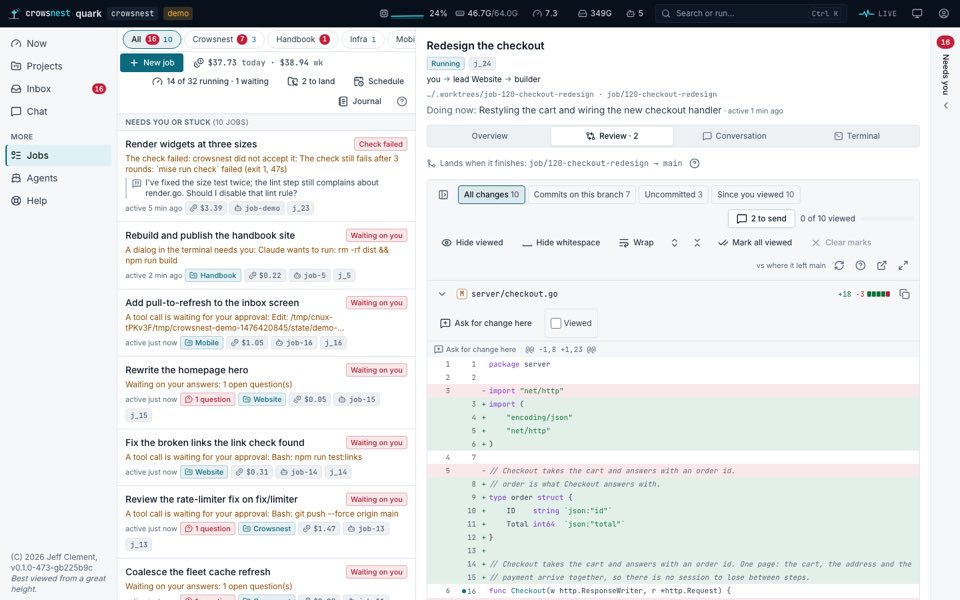 crowsnest quark crowsnest demo 24% 46.7G/64.0G 7.3 349G 5 Search or run... Ctrl K LIVE
Now
Projects
Inbox 16
Chat
MORE
Jobs
Agents
Help
(C) 2026 Jeff Clement,
v0.1.0-473-gb225b9c
Best viewed from a great
height.
All 16 10 Crowsnest 7 3 Handbook 1 Infra 1 Mobi
New job $37.73 today · $38.94 wk
14 of 32 running · 1 waiting 2 to land Schedule
Journal
NEEDS YOU OR STUCK (10 JOBS)
Render widgets at three sizes Check failed
The check failed: crowsnest did not accept it: The check still fails after 3
rounds: `mise run check` failed (exit 1, 47s)
I've fixed the size test twice; the lint step still complains about
render.go. Should I disable that lint rule?
active 5 min ago $3.39 job-demo j_23
Rebuild and publish the handbook site Waiting on you
A dialog in the terminal needs you: Claude wants to run: rm -rf dist &&
npm run build
active 2 min ago Handbook $0.22 job-5 j_5
Add pull-to-refresh to the inbox screen Waiting on you
A tool call is waiting for your approval: Edit: /tmp/cnux-
tPKv3F/tmp/crowsnest-demo-1476420845/state/demo-...
active just now Mobile $1.05 job-16 j_16
Rewrite the homepage hero Waiting on you
Waiting on your answers: 1 open question(s)
active just now 1 question Website $0.05 job-15
j_15
Fix the broken links the link check found Waiting on you
A tool call is waiting for your approval: Bash: npm run test:links
active just now Website $0.31 job-14 j_14
Review the rate-limiter fix on fix/limiter Waiting on you
A tool call is waiting for your approval: Bash: git push --force origin main
active just now 1 question Crowsnest $1.47 job-13
j_13
Coalesce the fleet cache refresh Waiting on you
Waiting on your answers: 1 open question(s)
Redesign the checkout
Running j_24
you → lead Website → builder
…/.worktrees/job-120-checkout-redesign · job/120-checkout-redesign
Doing now: Restyling the cart and wiring the new checkout handler · active 1 min ago
Overview Review · 2 Conversation Terminal
Lands when it finishes: job/120-checkout-redesign → main
All changes 10 Commits on this branch 7 Uncommitted 3 Since you viewed 10
2 to send 0 of 10 viewed
Hide viewed Hide whitespace Wrap Mark all viewed Clear marks
vs where it left main
M server/checkout.go +18 -3
Ask for change here Viewed
Ask for change here @@ -1,8 +1,23 @@
1 1 package server
2 2
3 - import "net/http"
3 + import (
4 + "encoding/json"
5 + "net/http"
6 + )
4 7
5 - // Checkout takes the cart and answers with an order id.
8 + // order is what Checkout answers with.
9 + type order struct {
10 + ID string `json:"id"`
11 + Total int64 `json:"total"`
12 + }
13 +
14 + // Checkout takes the cart and answers with an order id. One page: the cart, the address and the
15 + // payment arrive together, so there is no session to lose between steps.
6 16 func Checkout(w http.ResponseWriter, r *http.Request) {
16
Needs you